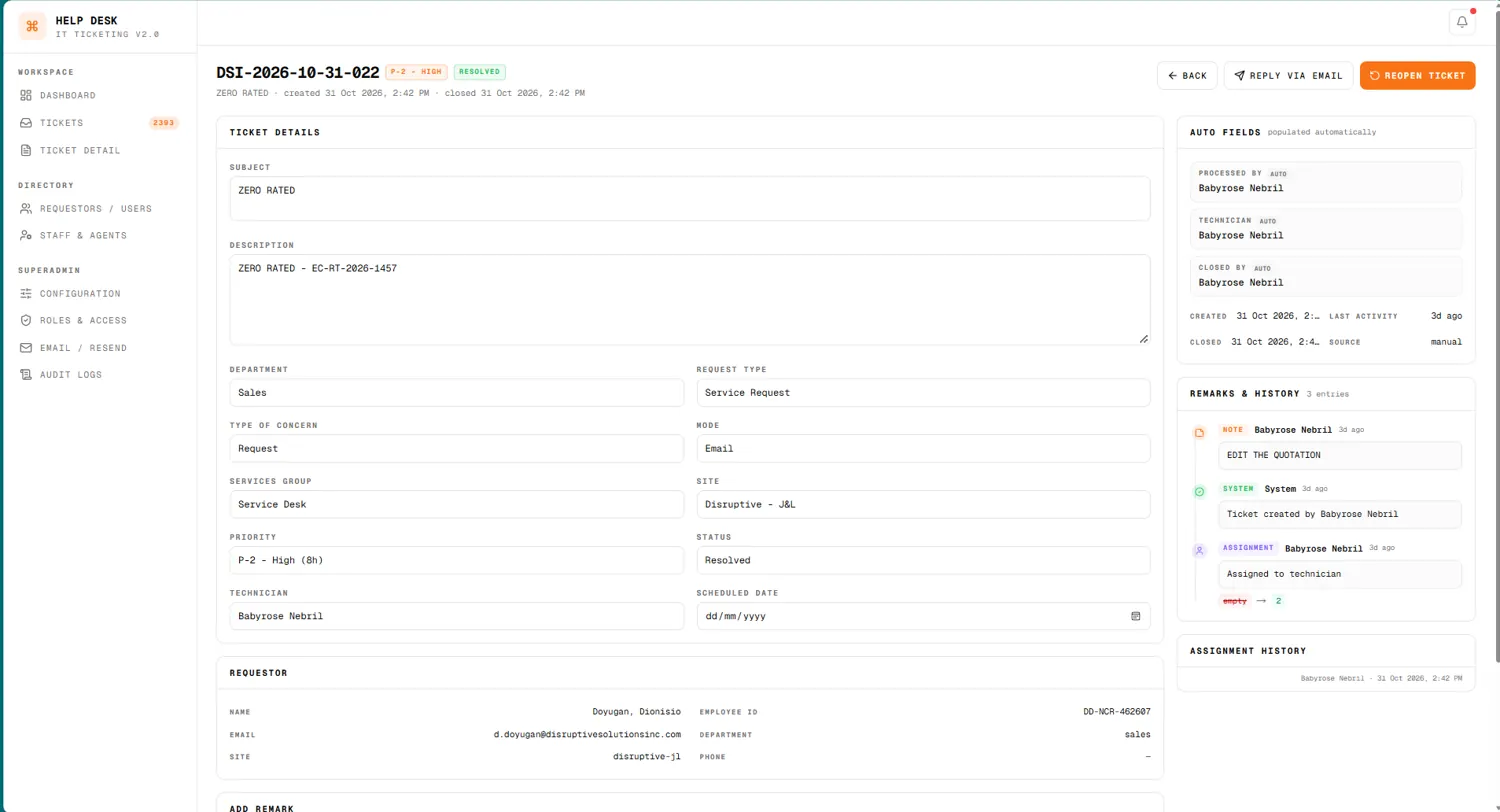 HELP DESK
IT TICKETING V2.0
WORKSPACE
DASHBOARD
TICKETS 2393
TICKET DETAIL
DIRECTORY
REQUESTORS / USERS
STAFF & AGENTS
SUPERADMIN
CONFIGURATION
ROLES & ACCESS
EMAIL / RESEND
AUDIT LOGS
DSI-2026-10-31-022 P-2 - HIGH RESOLVED
ZERO RATED · created 31 Oct 2026, 2:42 PM · closed 31 Oct 2026, 2:42 PM
← BACK
REPLY VIA EMAIL
REOPEN TICKET
TICKET DETAILS
SUBJECT
ZERO RATED
DESCRIPTION
ZERO RATED - EC-RT-2026-1457
DEPARTMENT
Sales
REQUEST TYPE
Service Request
TYPE OF CONCERN
Request
MODE
Email
SERVICES GROUP
Service Desk
SITE
Disruptive - J&L
PRIORITY
P-2 - High (8h)
STATUS
Resolved
TECHNICIAN
Babyrose Nebril
SCHEDULED DATE
dd/mm/yyyy
REQUESTOR
NAME Doyugan, Dionisio
EMPLOYEE ID DD-NCR-462607
EMAIL d.doyugan@disruptivesolutionsinc.com
DEPARTMENT sales
SITE disruptive-jl
PHONE –
ADD REMARK
AUTO FIELDS populated automatically
PROCESSED BY AUTO
Babyrose Nebril
TECHNICIAN AUTO
Babyrose Nebril
CLOSED BY AUTO
Babyrose Nebril
CREATED 31 Oct 2026, 2:… LAST ACTIVITY 3d ago
CLOSED 31 Oct 2026, 2:4… SOURCE manual
REMARKS & HISTORY 3 entries
NOTE Babyrose Nebril 3d ago
EDIT THE QUOTATION
SYSTEM System 3d ago
Ticket created by Babyrose Nebril
ASSIGNMENT Babyrose Nebril 3d ago
Assigned to technician
empty → 2
ASSIGNMENT HISTORY
Babyrose Nebril · 31 Oct 2026, 2:42 PM